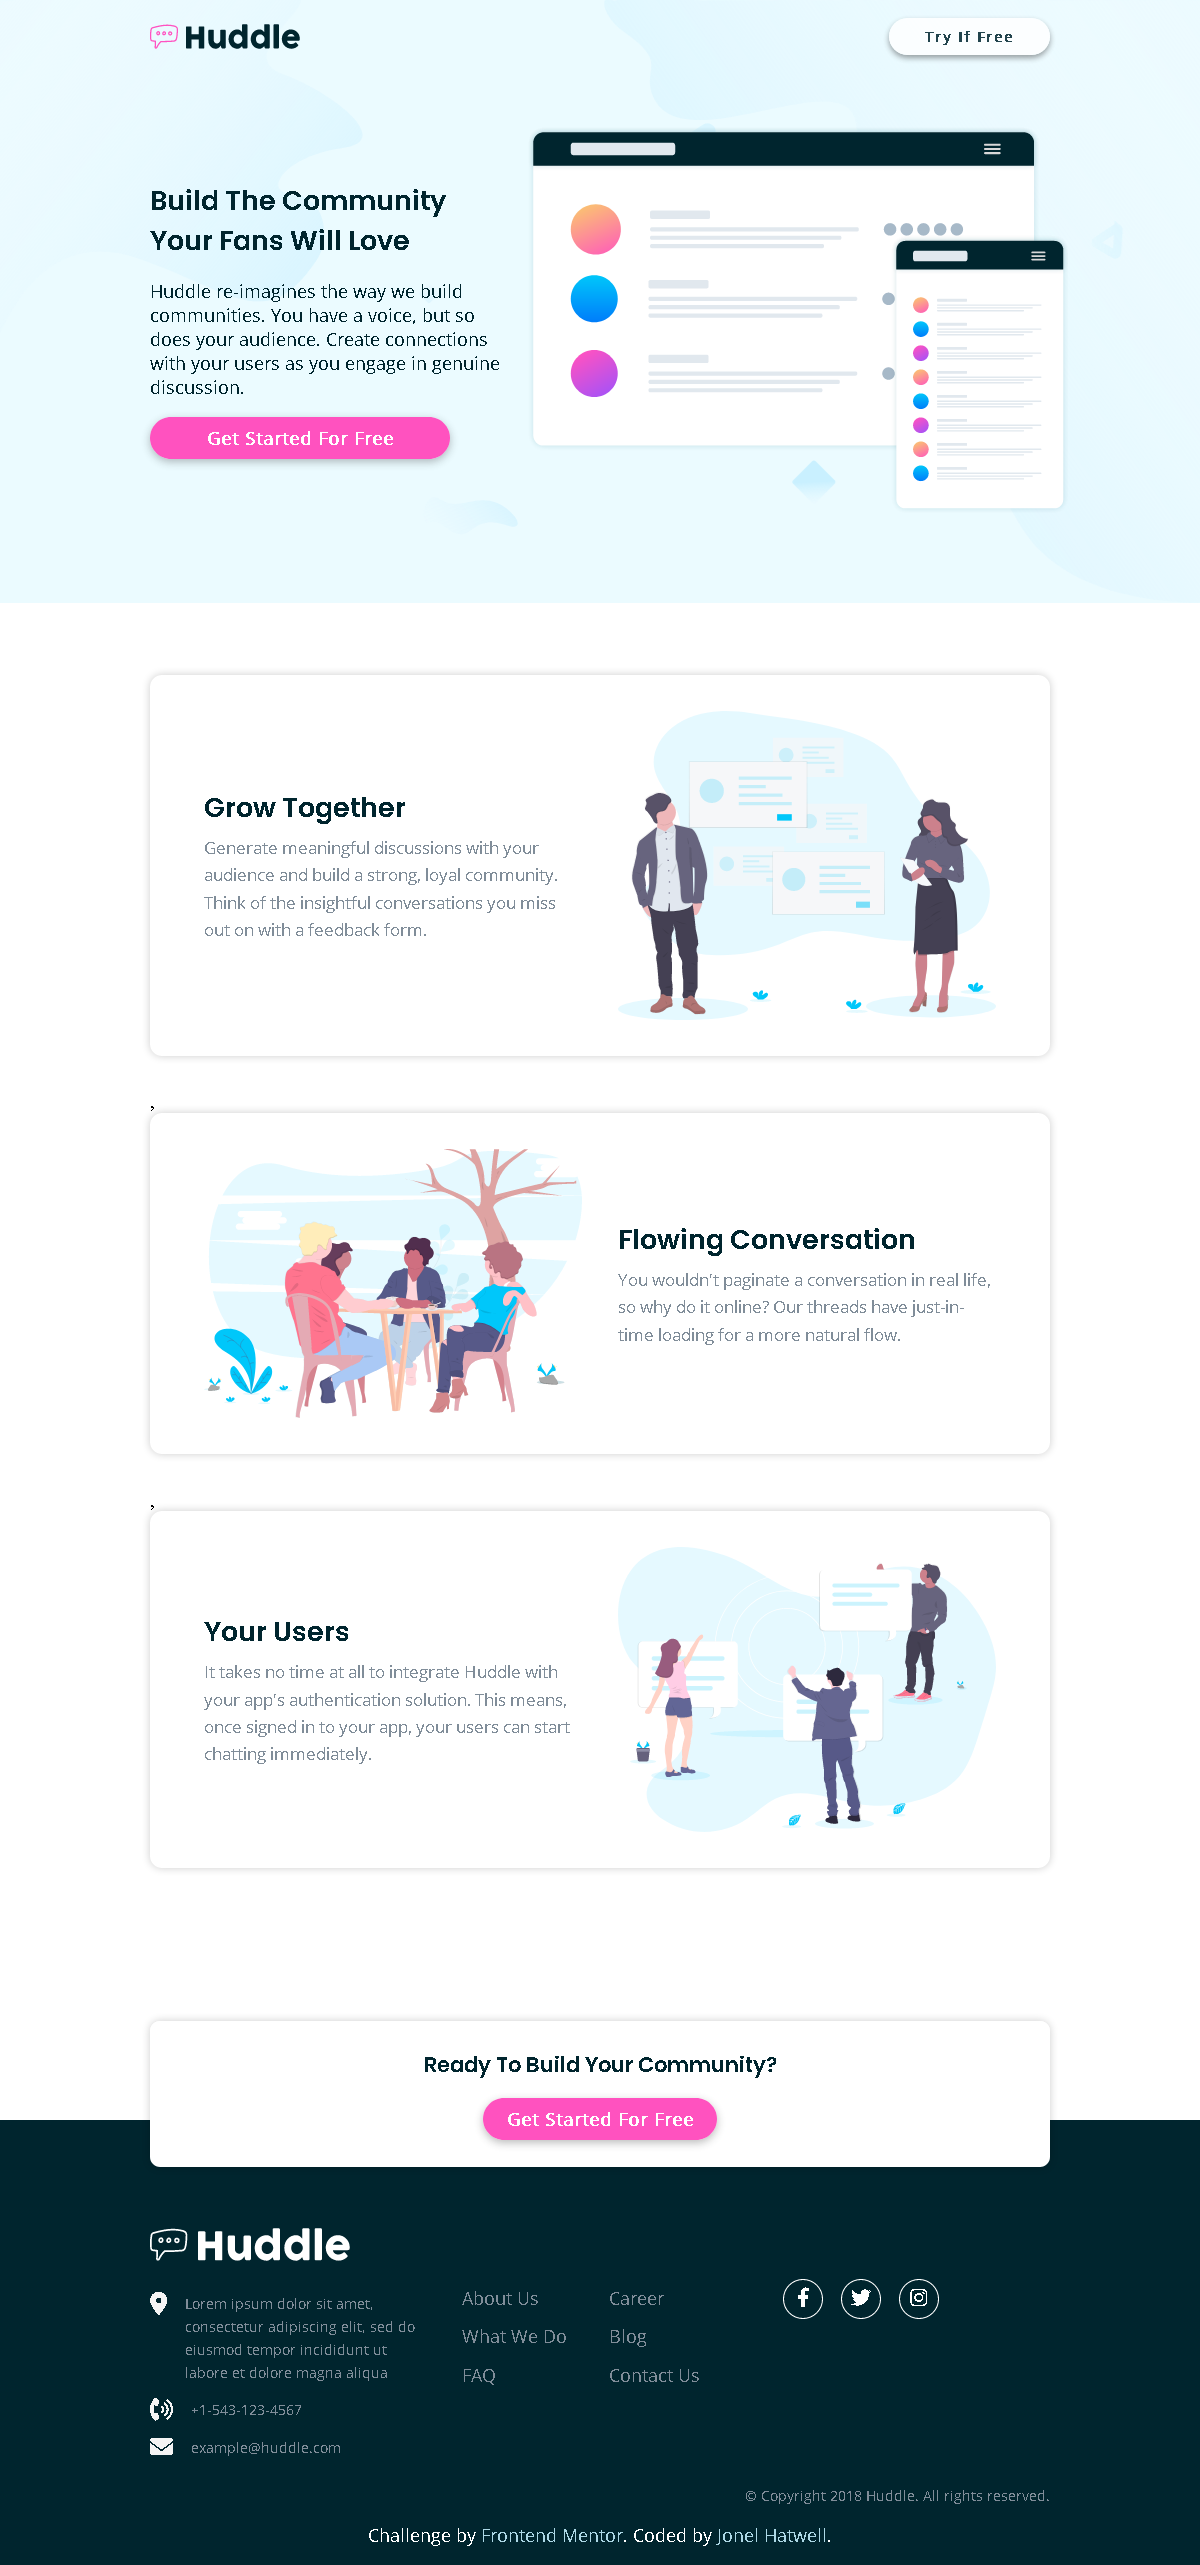 Huddle
Try If Free
Build The Community
Your Fans Will Love
Huddle re-imagines the way we build
communities. You have a voice, but so
does your audience. Create connections
with your users as you engage in genuine
discussion.
Get Started For Free
Grow Together
Generate meaningful discussions with your
audience and build a strong, loyal community.
Think of the insightful conversations you miss
out on with a feedback form.
,
Flowing Conversation
You wouldn't paginate a conversation in real life,
so why do it online? Our threads have just-in-
time loading for a more natural flow.
,
Your Users
It takes no time at all to integrate Huddle with
your app's authentication solution. This means,
once signed in to your app, your users can start
chatting immediately.
Ready To Build Your Community?
Get Started For Free
Huddle
Lorem ipsum dolor sit amet,
consectetur adipiscing elit, sed do
eiusmod tempor incididunt ut
labore et dolore magna aliqua
+1-543-123-4567
example@huddle.com
About Us
What We Do
FAQ
Career
Blog
Contact Us
© Copyright 2018 Huddle. All rights reserved.
Challenge by Frontend Mentor. Coded by Jonel Hatwell.